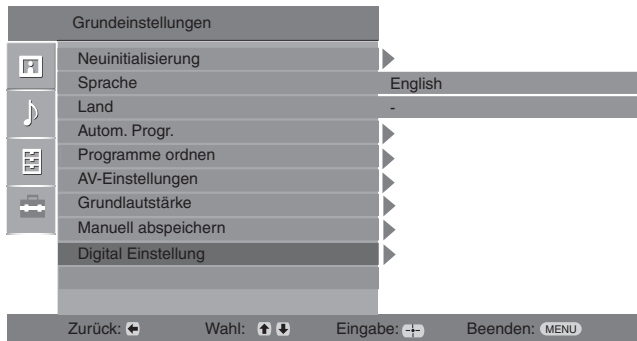 Grundeinstellungen
Neuinitialisierung
Sprache English
Land -
Autom. Progr.
Programme ordnen
AV-Einstellungen
Grundlautstärke
Manuell abspeichern
Digital Einstellung
Zurück: Wahl: Eingabe: Beenden: MENU